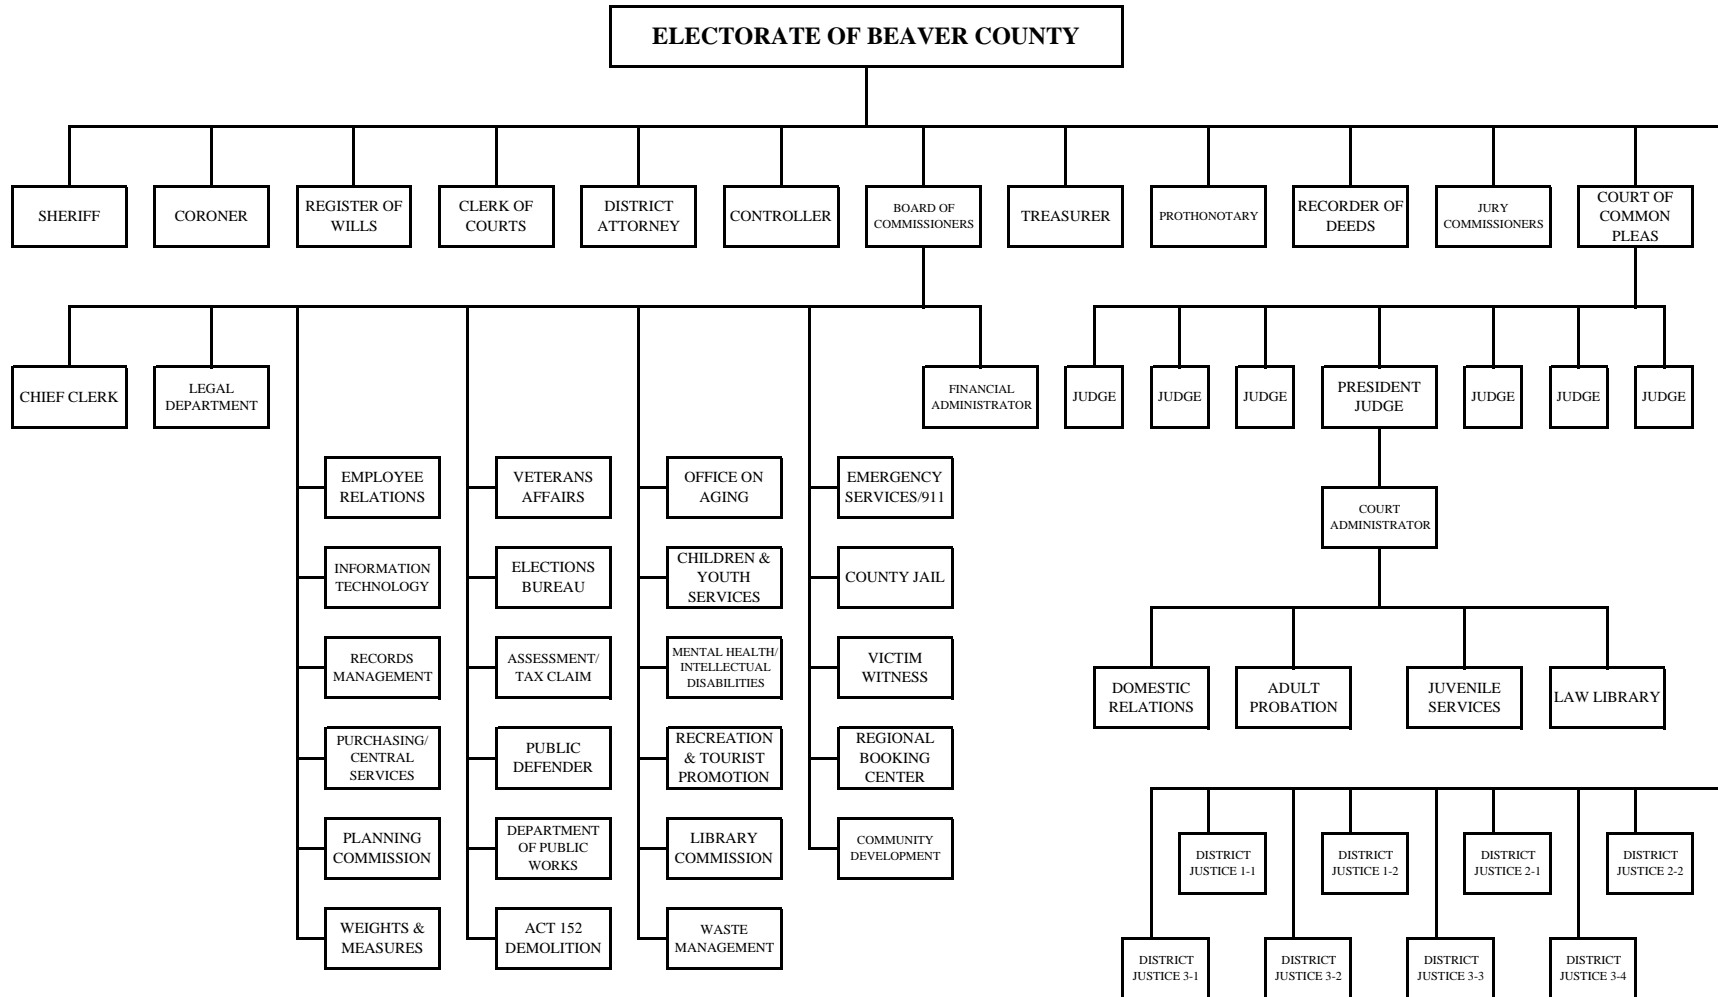 ELECTORATE OF BEAVER COUNTY
SHERIFF
CORONER
REGISTER OF
WILLS
CLERK OF
COURTS
DISTRICT
ATTORNEY
CONTROLLER
BOARD OF
COMMISSIONERS
TREASURER
PROTHONOTARY
RECORDER OF
DEEDS
JURY
COMMISSIONERS
COURT OF
COMMON
PLEAS
CHIEF CLERK
LEGAL
DEPARTMENT
FINANCIAL
ADMINISTRATOR
JUDGE
JUDGE
JUDGE
PRESIDENT
JUDGE
JUDGE
JUDGE
JUDGE
EMPLOYEE
RELATIONS
VETERANS
AFFAIRS
OFFICE ON
AGING
EMERGENCY
SERVICES/911
COURT
ADMINISTRATOR
INFORMATION
TECHNOLOGY
ELECTIONS
BUREAU
CHILDREN &
YOUTH
SERVICES
COUNTY JAIL
RECORDS
MANAGEMENT
ASSESSMENT/
TAX CLAIM
MENTAL HEALTH/
INTELLECTUAL
DISABILITIES
VICTIM
WITNESS
DOMESTIC
RELATIONS
ADULT
PROBATION
JUVENILE
SERVICES
LAW LIBRARY
PURCHASING/
CENTRAL
SERVICES
PUBLIC
DEFENDER
RECREATION
& TOURIST
PROMOTION
REGIONAL
BOOKING
CENTER
PLANNING
COMMISSION
DEPARTMENT
OF PUBLIC
WORKS
LIBRARY
COMMISSION
COMMUNITY
DEVELOPMENT
DISTRICT
JUSTICE 1-1
DISTRICT
JUSTICE 1-2
DISTRICT
JUSTICE 2-1
DISTRICT
JUSTICE 2-2
WEIGHTS &
MEASURES
ACT 152
DEMOLITION
WASTE
MANAGEMENT
DISTRICT
JUSTICE 3-1
DISTRICT
JUSTICE 3-2
DISTRICT
JUSTICE 3-3
DISTRICT
JUSTICE 3-4